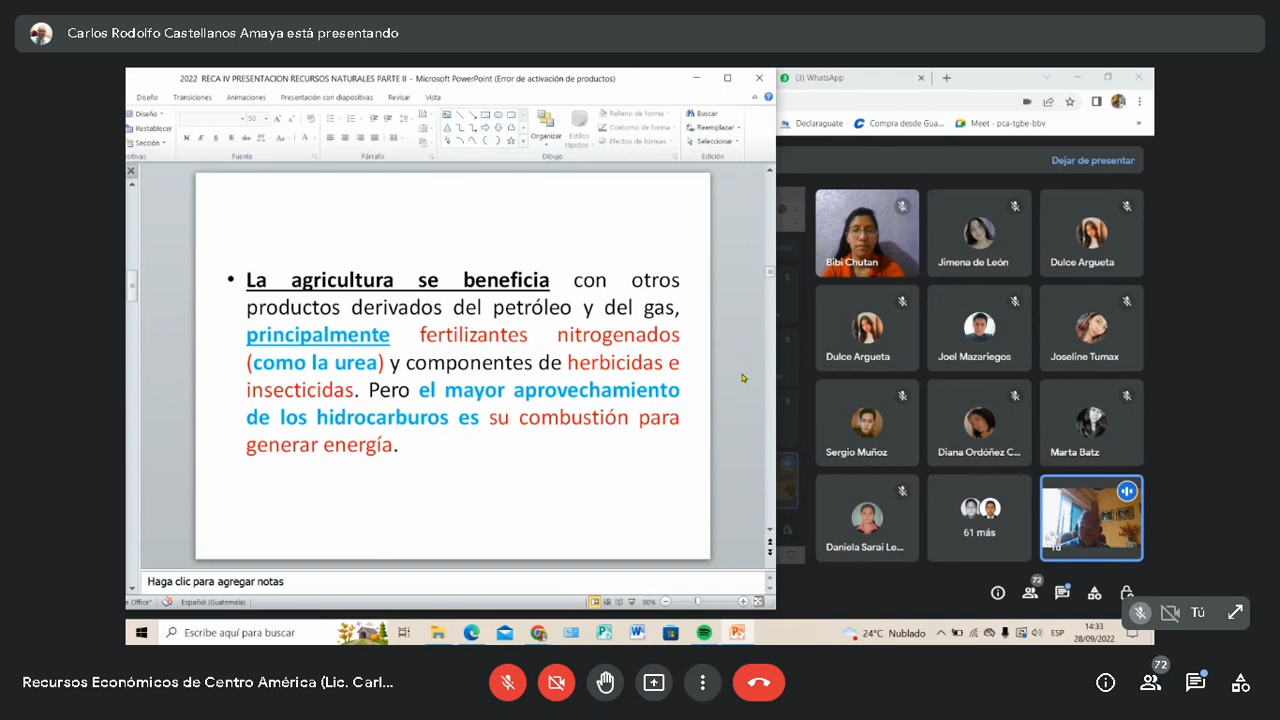 Carlos Rodolfo Castellanos Amaya está presentando
2022 RECA IV PRESENTACION RECURSOS NATURALES PARTE II - Microsoft PowerPoint (Error de activación de productos)
Diseño Transiciones Animaciones Presentación con diapositivas Revisar Vista
Diseño
Restablecer
Sección
Fuente Párrafo
Organizar
Estilos
rápidos
Relleno de forma
Contorno de forma
Efectos de formas
Dibujo
Buscar
Reemplazar
Seleccionar
Edición
• La agricultura se beneficia con otros
productos derivados del petróleo y del gas,
principalmente fertilizantes nitrogenados
(como la urea) y componentes de herbicidas e
insecticidas. Pero el mayor aprovechamiento
de los hidrocarburos es su combustión para
generar energía.
Haga clic para agregar notas
Office" Español (Guatemala) 80%
(3) WhatsApp
Declaraguate Compra desde Gua... Meet - pca-tgbe-bbv
Dejar de presentar
Bibi Chutan Jimena de León Dulce Argueta
Dulce Argueta Joel Mazariegos Joseline Tumax
Sergio Muñoz Diana Ordóñez C... Marta Batz
Daniela Sarai Le... 61 más Tú
72
Tú
Escribe aquí para buscar
24°C Nublado ESP 14:33
28/09/2022
Recursos Económicos de Centro América (Lic. Carl...
72